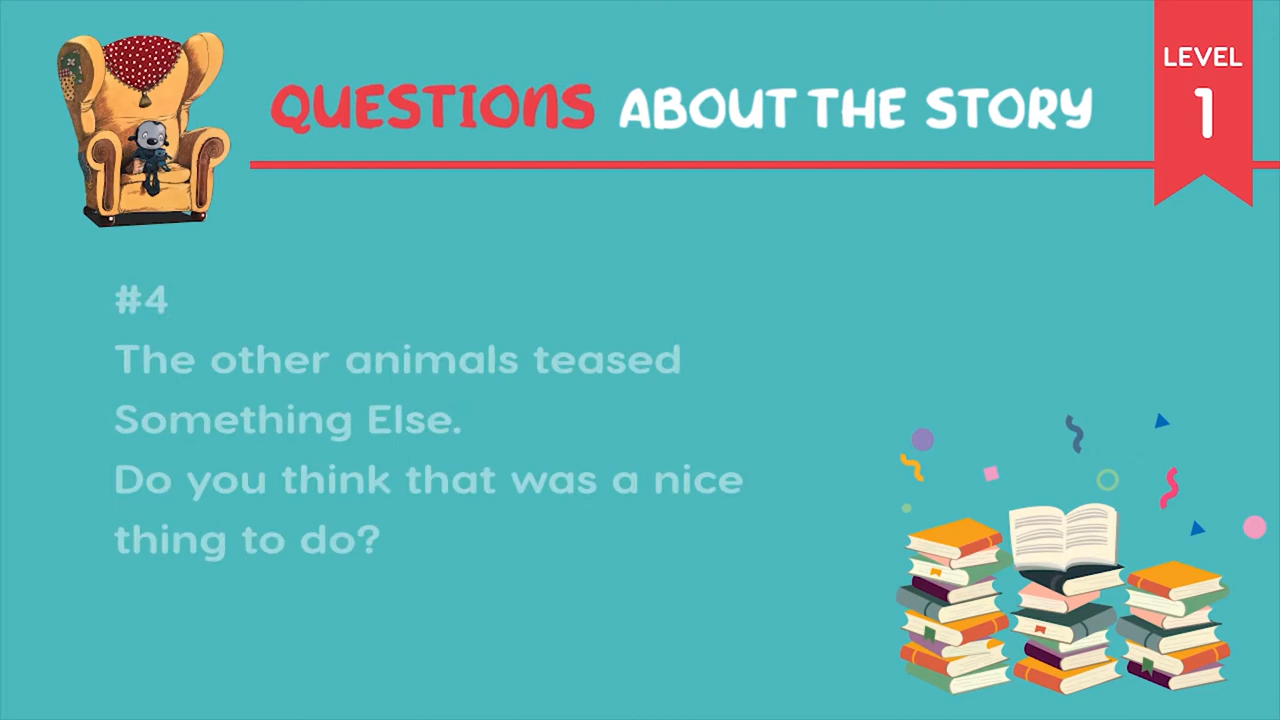 QUESTIONS ABOUT THE STORY
LEVEL
1
#4
The other animals teased
Something Else.
Do you think that was a nice
thing to do?